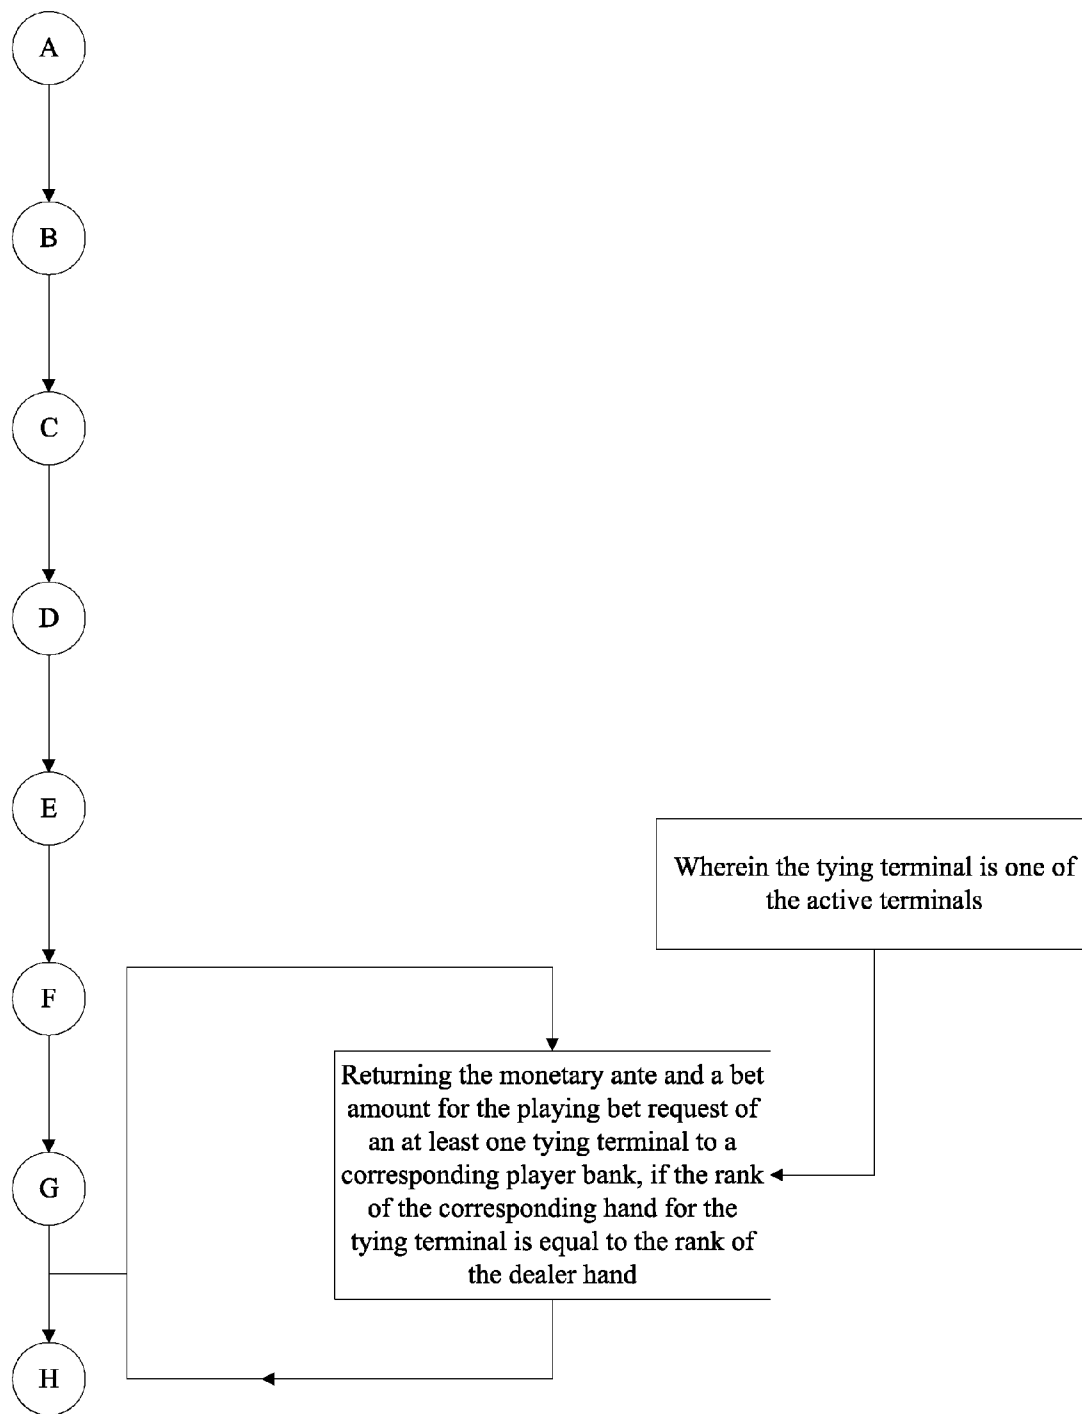 A
B
C
D
E
Wherein the tying terminal is one of
the active terminals
F
Returning the monetary ante and a bet
amount for the playing bet request of
an at least one tying terminal to a
corresponding player bank, if the rank
of the corresponding hand for the
tying terminal is equal to the rank of
the dealer hand
G
H